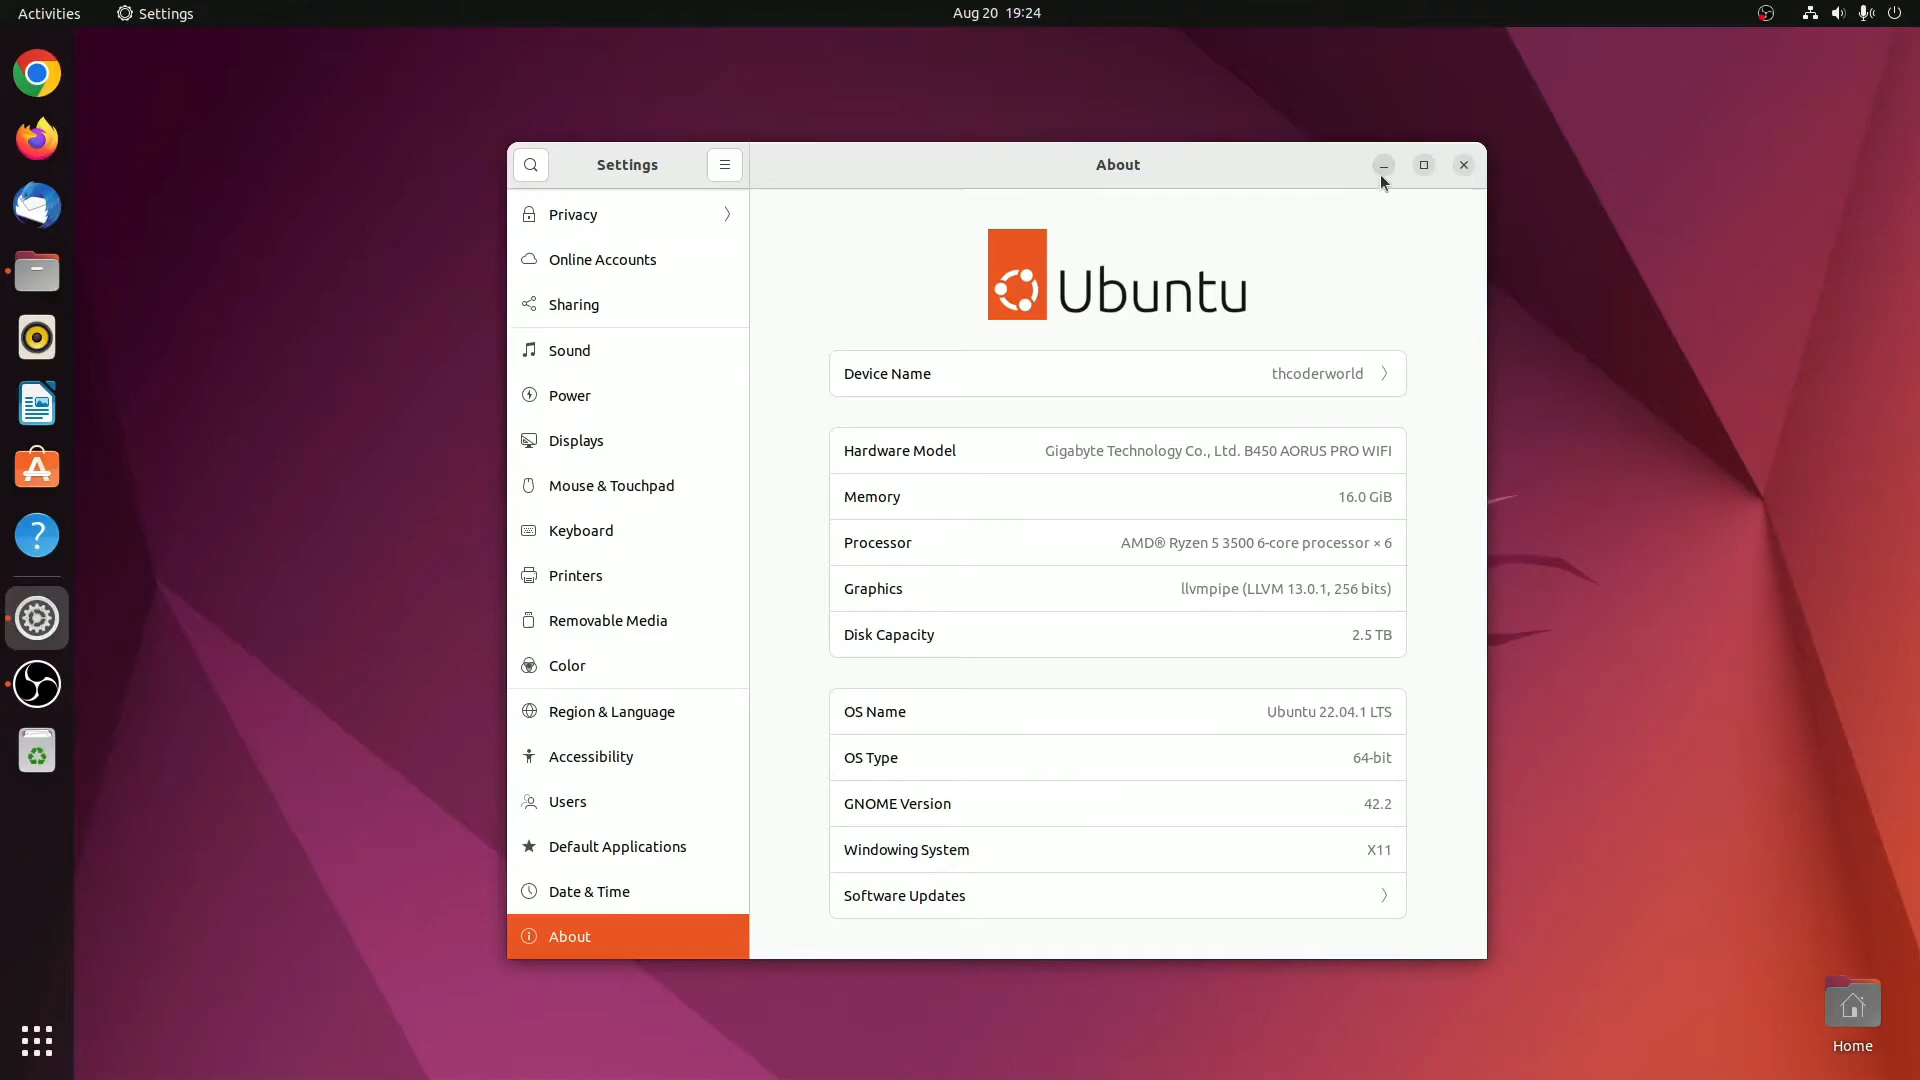 Activities
Settings
Aug 20 19:24
Settings
About
Privacy
Online Accounts
Sharing
Sound
Power
Displays
Mouse & Touchpad
Keyboard
Printers
Removable Media
Color
Region & Language
Accessibility
Users
Default Applications
Date & Time
About
Ubuntu
Device Name thcoderworld
Hardware Model Gigabyte Technology Co., Ltd. B450 AORUS PRO WIFI
Memory 16.0 GiB
Processor AMD® Ryzen 5 3500 6-core processor × 6
Graphics llvmpipe (LLVM 13.0.1, 256 bits)
Disk Capacity 2.5 TB
OS Name Ubuntu 22.04.1 LTS
OS Type 64-bit
GNOME Version 42.2
Windowing System X11
Software Updates
Home